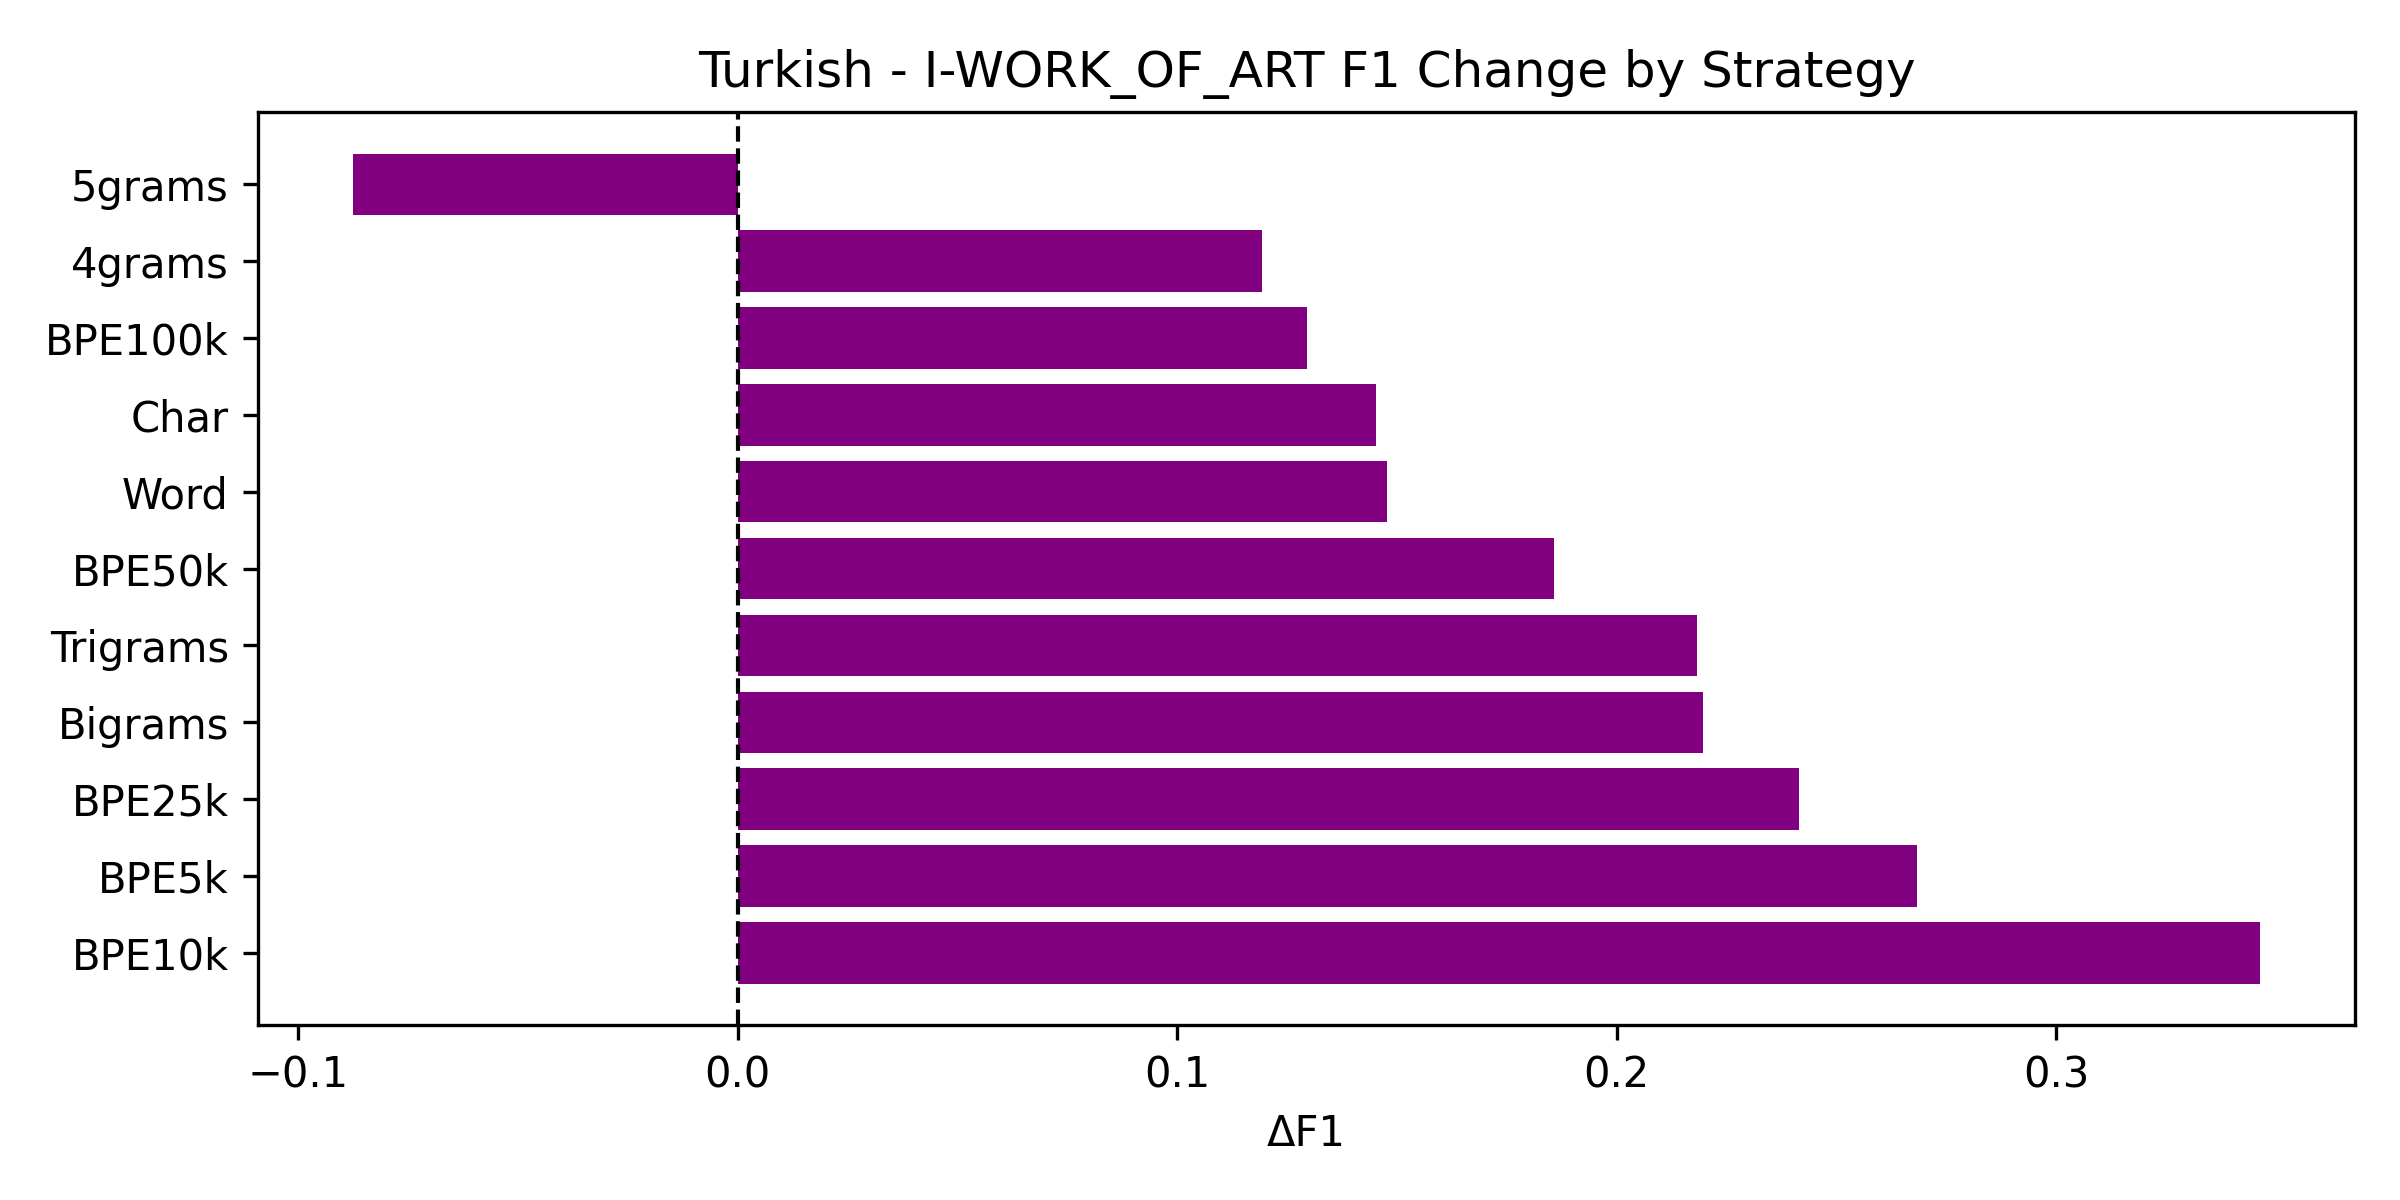 Turkish - I-WORK_OF_ART F1 Change by Strategy
5grams
4grams
BPE100k
Char
Word
BPE50k
Trigrams
Bigrams
BPE25k
BPE5k
BPE10k
−0.1 0.0 0.1 0.2 0.3
ΔF1